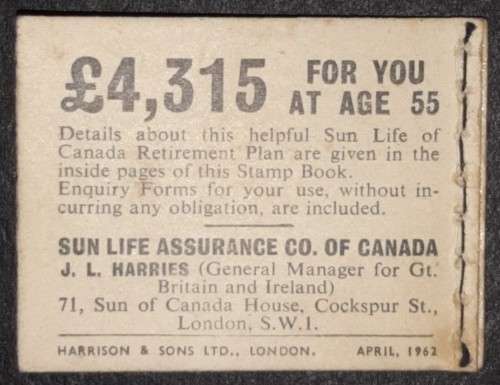 £4,315 FOR YOU
AT AGE 55
Details about this helpful Sun Life of
Canada Retirement Plan are given in the
inside pages of this Stamp Book.
Enquiry Forms for your use, without in-
curring any obligation, are included.
SUN LIFE ASSURANCE CO. OF CANADA
J. L. HARRIES (General Manager for Gt.
Britain and Ireland)
71, Sun of Canada House, Cockspur St.,
London, S.W.1.
HARRISON & SONS LTD., LONDON. APRIL, 1962